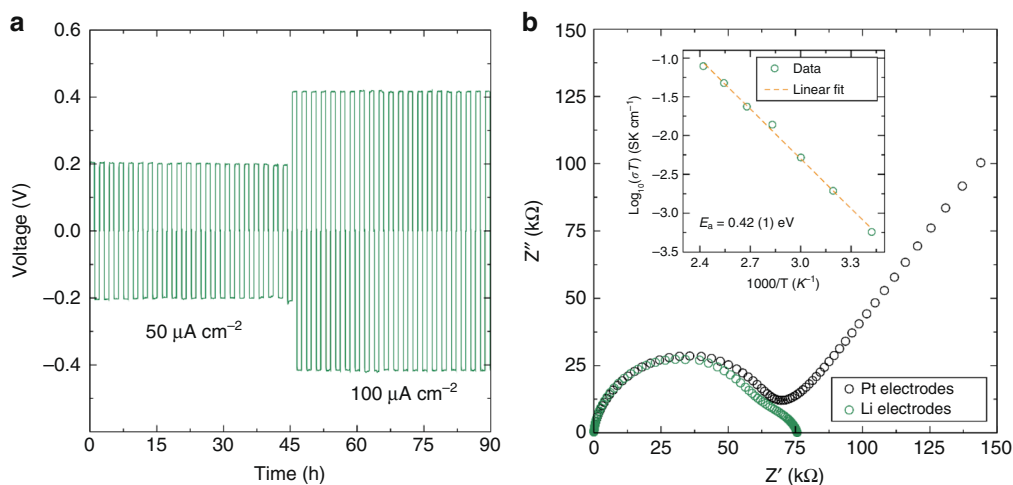 a
0.6
0.4
0.2
0.0
−0.2
−0.4
Voltage (V)
50 μA cm⁻²
100 μA cm⁻²
0 15 30 45 60 75 90
Time (h)
b
150
125
100
75
50
25
0
Z″ (kΩ)
−1.0
−1.5
−2.0
−2.5
−3.0
−3.5
Log₁₀(σT) (SK cm⁻¹)
Data
Linear fit
Eₐ = 0.42 (1) eV
2.4 2.7 3.0 3.3
1000/T (K⁻¹)
Pt electrodes
Li electrodes
0 25 50 75 100 125 150
Z′ (kΩ)